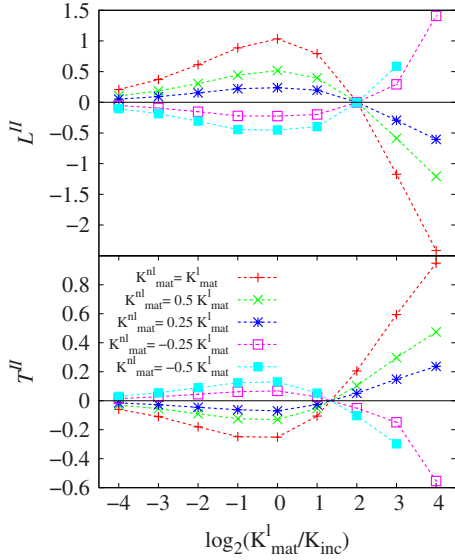 1.5
1
0.5
0
−0.5
−1
−1.5
−2
L^II
0.8
0.6
0.4
0.2
0
−0.2
−0.4
0.6
T^II
K^nl_mat= K^l_mat
K^nl_mat= 0.5 K^l_mat
K^nl_mat= 0.25 K^l_mat
K^nl_mat= −0.25 K^l_mat
K^nl_mat= −0.5 K^l_mat
−4 −3 −2 −1 0 1 2 3 4
log_2(K^l_mat/K_inc)